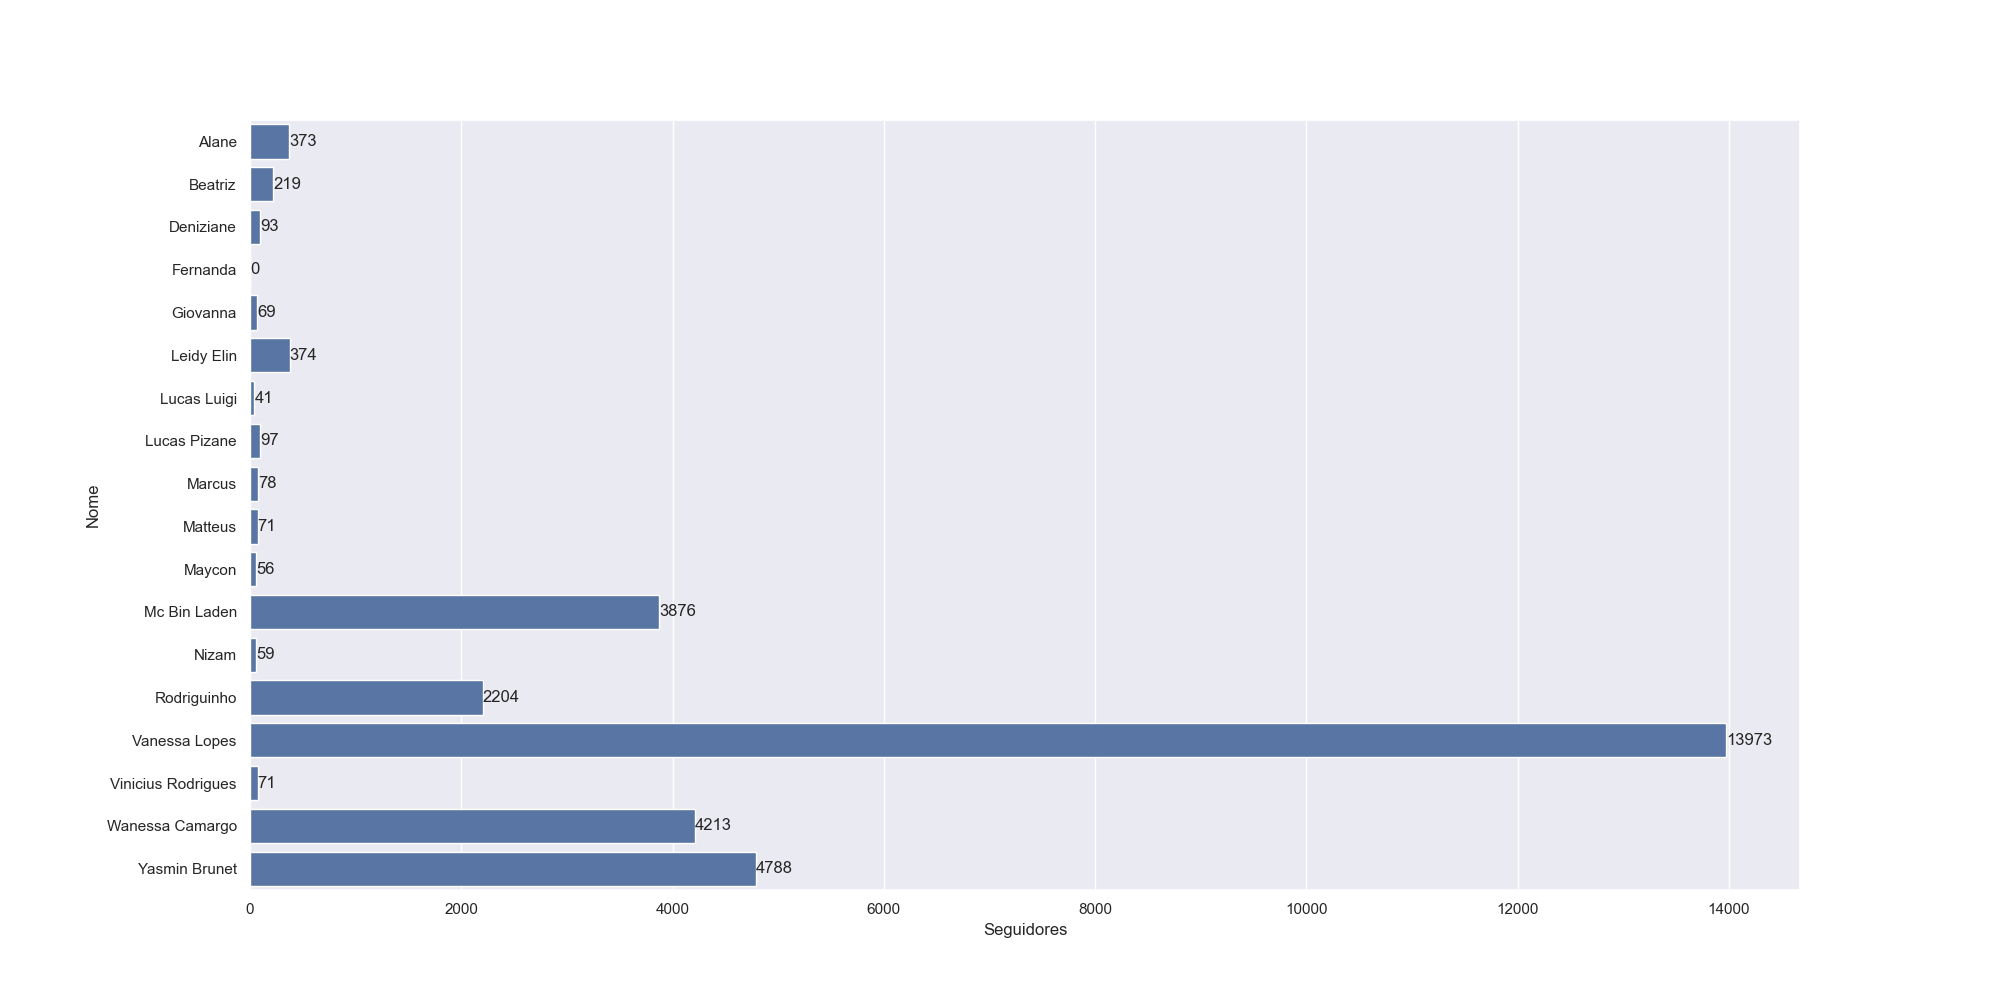 Alane 373
Beatriz 219
Deniziane 93
Fernanda 0
Giovanna 69
Leidy Elin 374
Lucas Luigi 41
Lucas Pizane 97
Marcus 78
Matteus 71
Maycon 56
Mc Bin Laden 3876
Nizam 59
Rodriguinho 2204
Vanessa Lopes 13973
Vinicius Rodrigues 71
Wanessa Camargo 4213
Yasmin Brunet 4788
Nome
0 2000 4000 6000 8000 10000 12000 14000
Seguidores